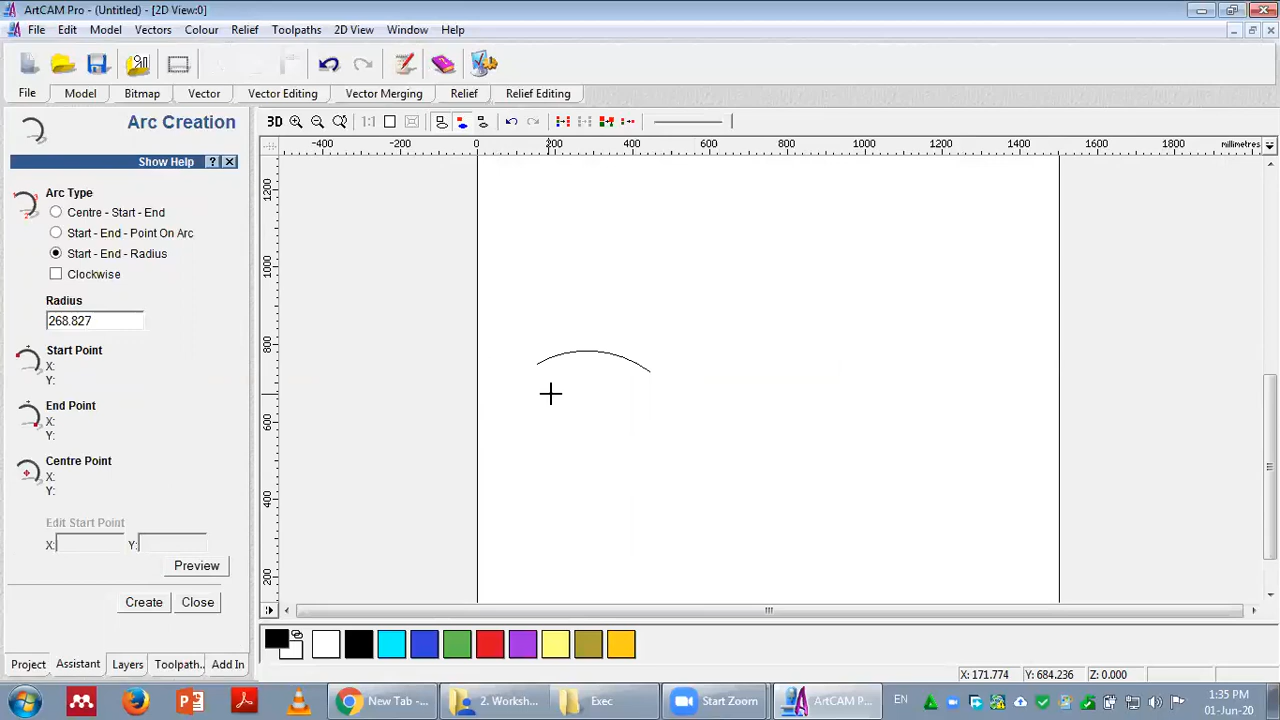 ArtCAM Pro - (Untitled) - [2D View:0]
File Edit Model Vectors Colour Relief Toolpaths 2D View Window Help
File Model Bitmap Vector Vector Editing Vector Merging Relief Relief Editing
Arc Creation
Show Help ? ×
Arc Type
Centre - Start - End
Start - End - Point On Arc
Start - End - Radius
Clockwise
Radius
268.827
Start Point
X:
Y:
End Point
X:
Y:
Centre Point
X:
Y:
Edit Start Point
X: Y:
Preview
Create Close
Project Assistant Layers Toolpath... Add In
3D 1:1
-400 -200 0 200 400 600 800 1000 1200 1400 1600 1800 millimetres
1200
1000
800
600
400
200
X: 171.774 Y: 684.236 Z: 0.000
New Tab -... 2. Worksh... Exec Start Zoom ArtCAM P... EN 1:35 PM
01-Jun-20